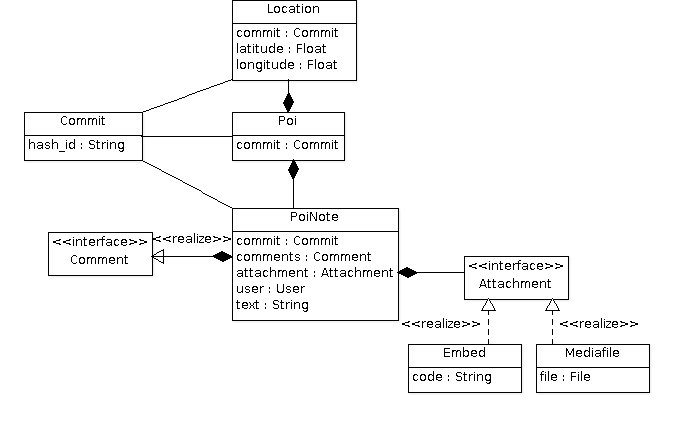 Location
commit : Commit
latitude : Float
longitude : Float
Commit
hash_id : String
Poi
commit : Commit
PoiNote
commit : Commit
comments : Comment
attachment : Attachment
user : User
text : String
<<interface>>
Comment
<<realize>>
<<interface>>
Attachment
<<realize>>
<<realize>>
Embed
code : String
Mediafile
file : File